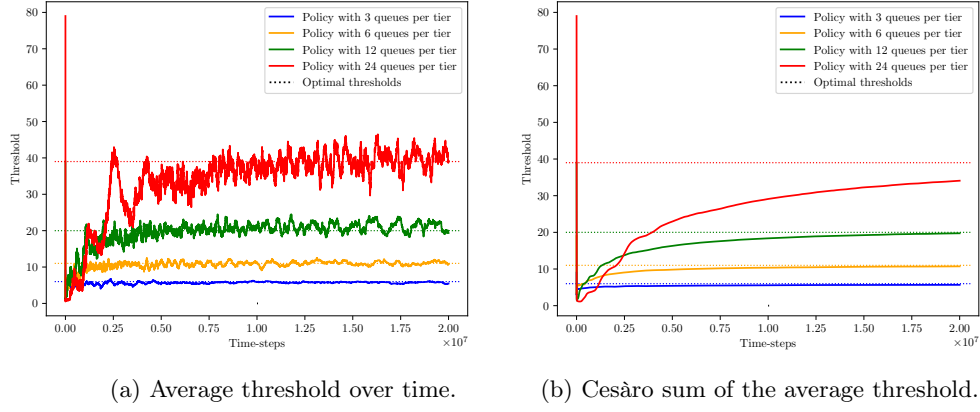 80
70
60
50
40
30
20
10
0
Threshold
Policy with 3 queues per tier
Policy with 6 queues per tier
Policy with 12 queues per tier
Policy with 24 queues per tier
Optimal thresholds
0.00 0.25 0.50 0.75 1.00 1.25 1.50 1.75 2.00
Time-steps
×10⁷
(a) Average threshold over time.
80
70
60
50
40
30
20
10
0
Threshold
Policy with 3 queues per tier
Policy with 6 queues per tier
Policy with 12 queues per tier
Policy with 24 queues per tier
Optimal thresholds
0.00 0.25 0.50 0.75 1.00 1.25 1.50 1.75 2.00
Time-steps
×10⁷
(b) Cesàro sum of the average threshold.